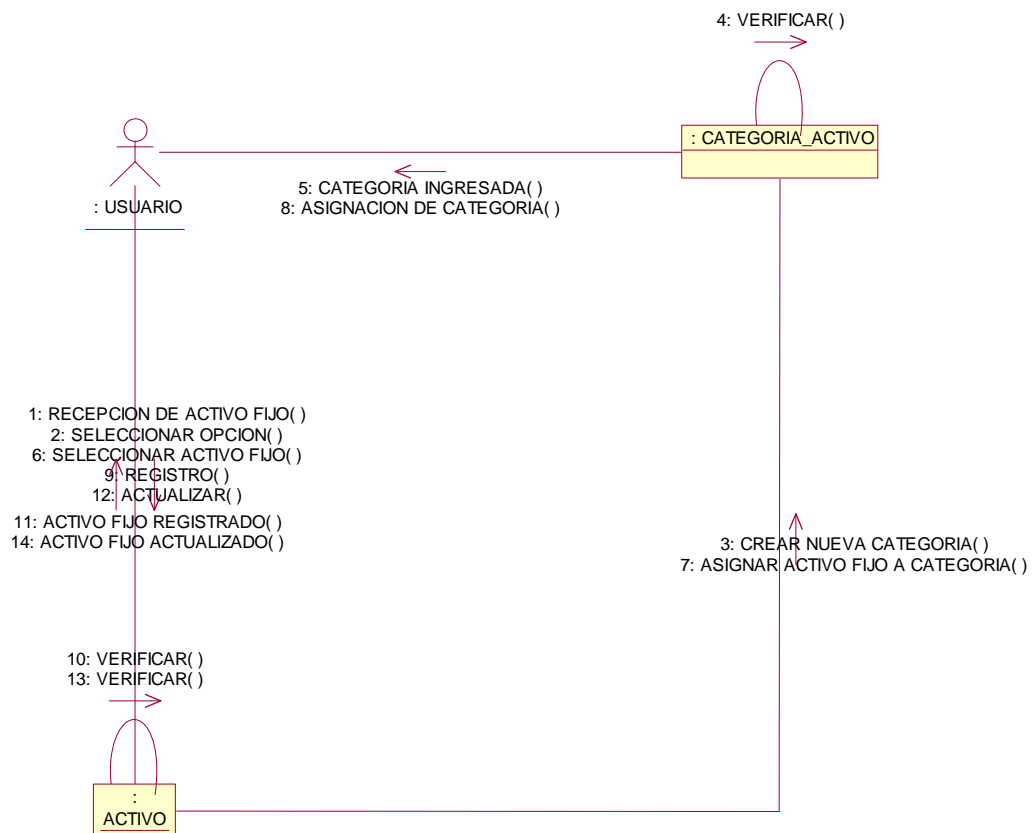 4: VERIFICAR( )
: CATEGORIA_ACTIVO
5: CATEGORIA INGRESADA( )
8: ASIGNACION DE CATEGORIA( )
: USUARIO
1: RECEPCION DE ACTIVO FIJO( )
2: SELECCIONAR OPCION( )
6: SELECCIONAR ACTIVO FIJO( )
9: REGISTRO( )
12: ACTUALIZAR( )
11: ACTIVO FIJO REGISTRADO( )
14: ACTIVO FIJO ACTUALIZADO( )
3: CREAR NUEVA CATEGORIA( )
7: ASIGNAR ACTIVO FIJO A CATEGORIA( )
10: VERIFICAR( )
13: VERIFICAR( )
:
ACTIVO